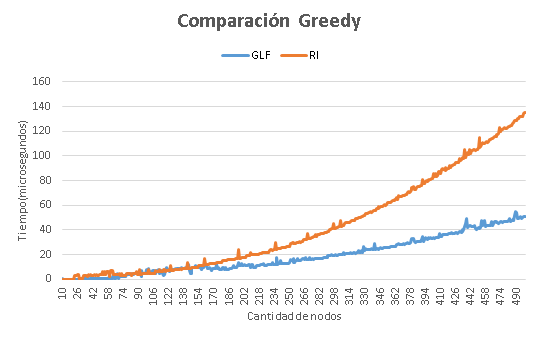 Comparación Greedy
GLF RI
160
140
120
100
80
60
40
20
0
Tiempo(microsegundos)
10 26 42 58 74 90 106 122 138 154 170 186 202 218 234 250 266 282 298 314 330 346 362 378 394 410 426 442 458 474 490
Cantidad de nodos